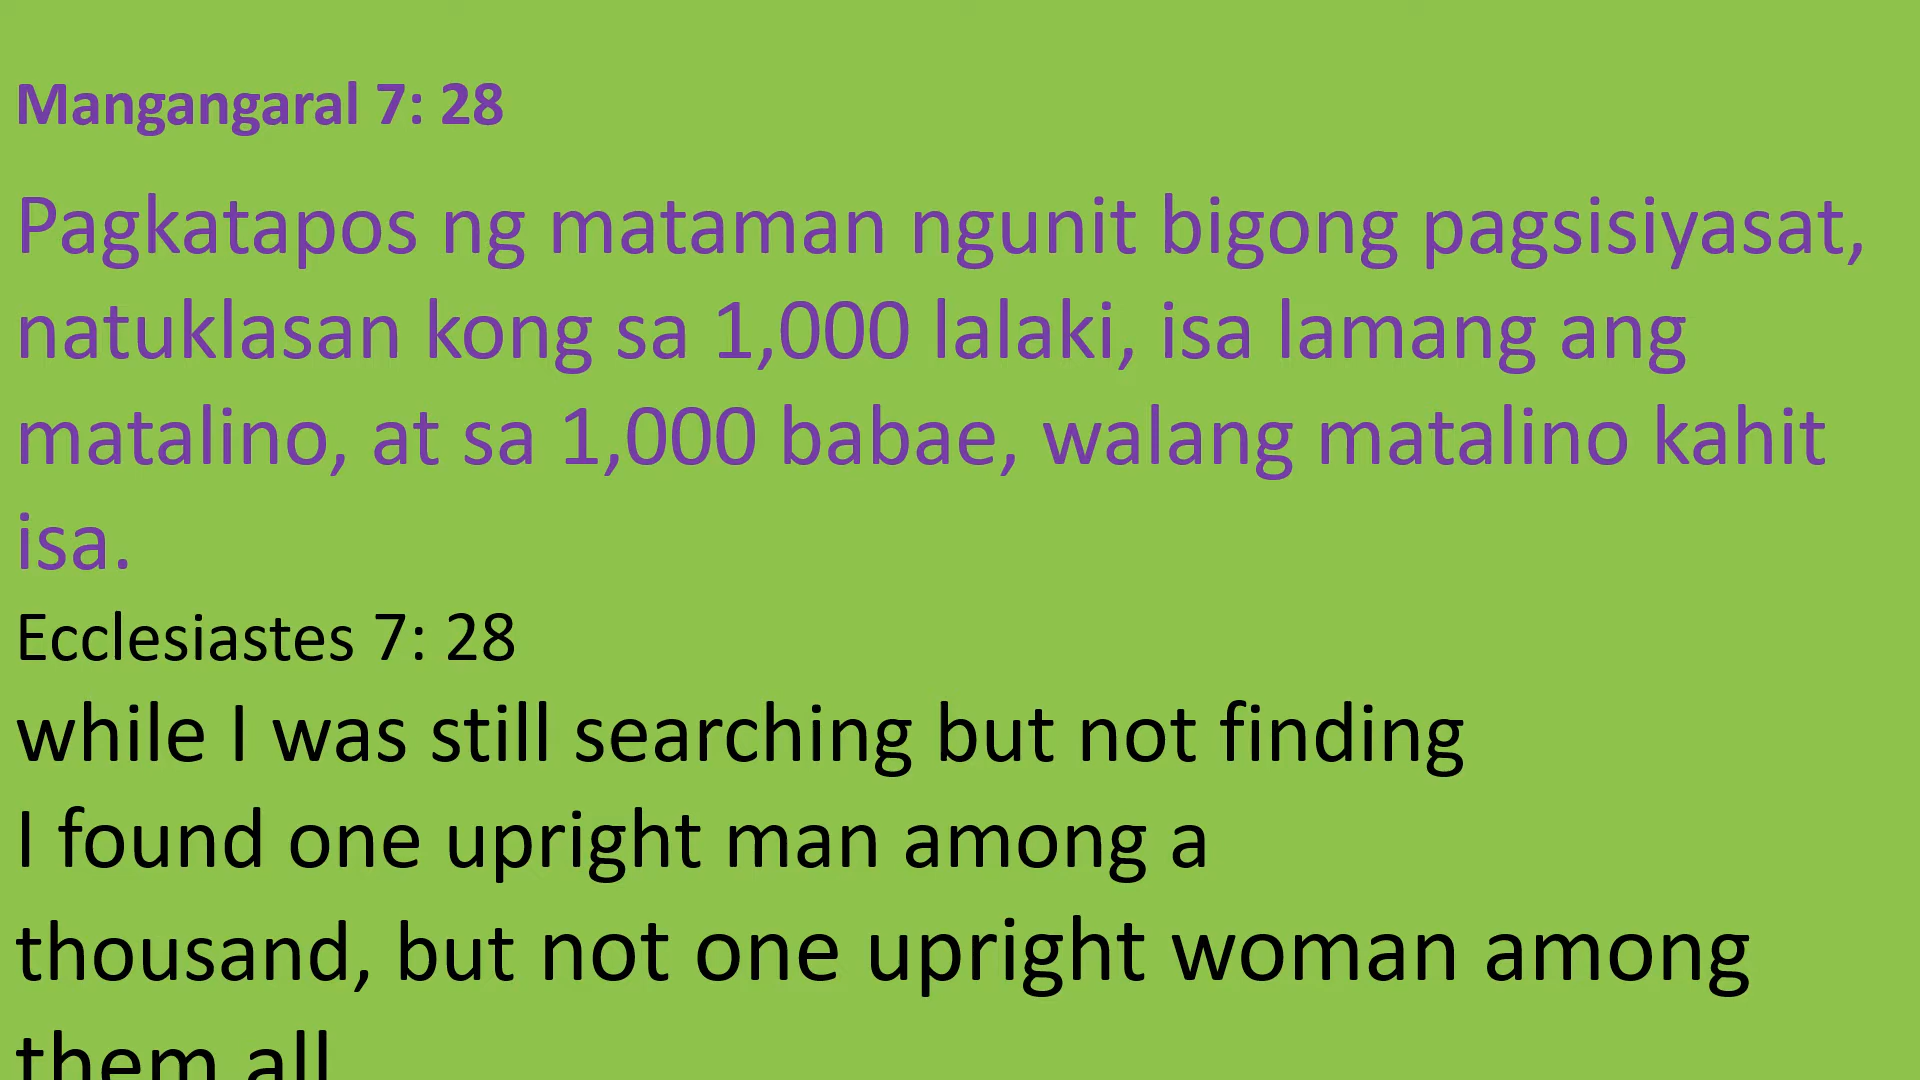 Mangangaral 7: 28
Pagkatapos ng mataman ngunit bigong pagsisiyasat,
natuklasan kong sa 1,000 lalaki, isa lamang ang
matalino, at sa 1,000 babae, walang matalino kahit
isa.
Ecclesiastes 7: 28
while I was still searching but not finding
I found one upright man among a
thousand, but not one upright woman among
them all